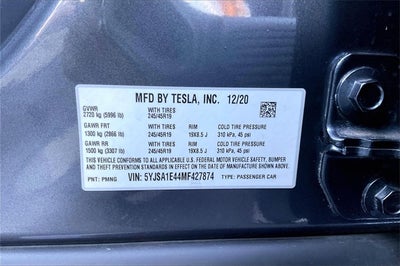 MFD BY TESLA, INC. 12/20
GVWR WITH TIRES
2720 kg (5996 lb) 245/45R19
GAWR FRT WITH TIRES RIM COLD TIRE PRESSURE
1300 kg (2866 lb) 245/45R19 19X8.5 J 310 kPa, 45 psi
GAWR RR WITH TIRES RIM COLD TIRE PRESSURE
1500 kg (3307 lb) 245/45R19 19X8.5 J 310 kPa, 45 psi
THIS VEHICLE CONFORMS TO ALL APPLICABLE U.S. FEDERAL MOTOR VEHICLE SAFETY, BUMPER
AND THEFT PREVENTION STANDARDS IN EFFECT ON THE DATE OF MANUFACTURE SHOWN ABOVE.
PNT: PMNG VIN: 5YJSA1E44MF427874 TYPE: PASSENGER CAR